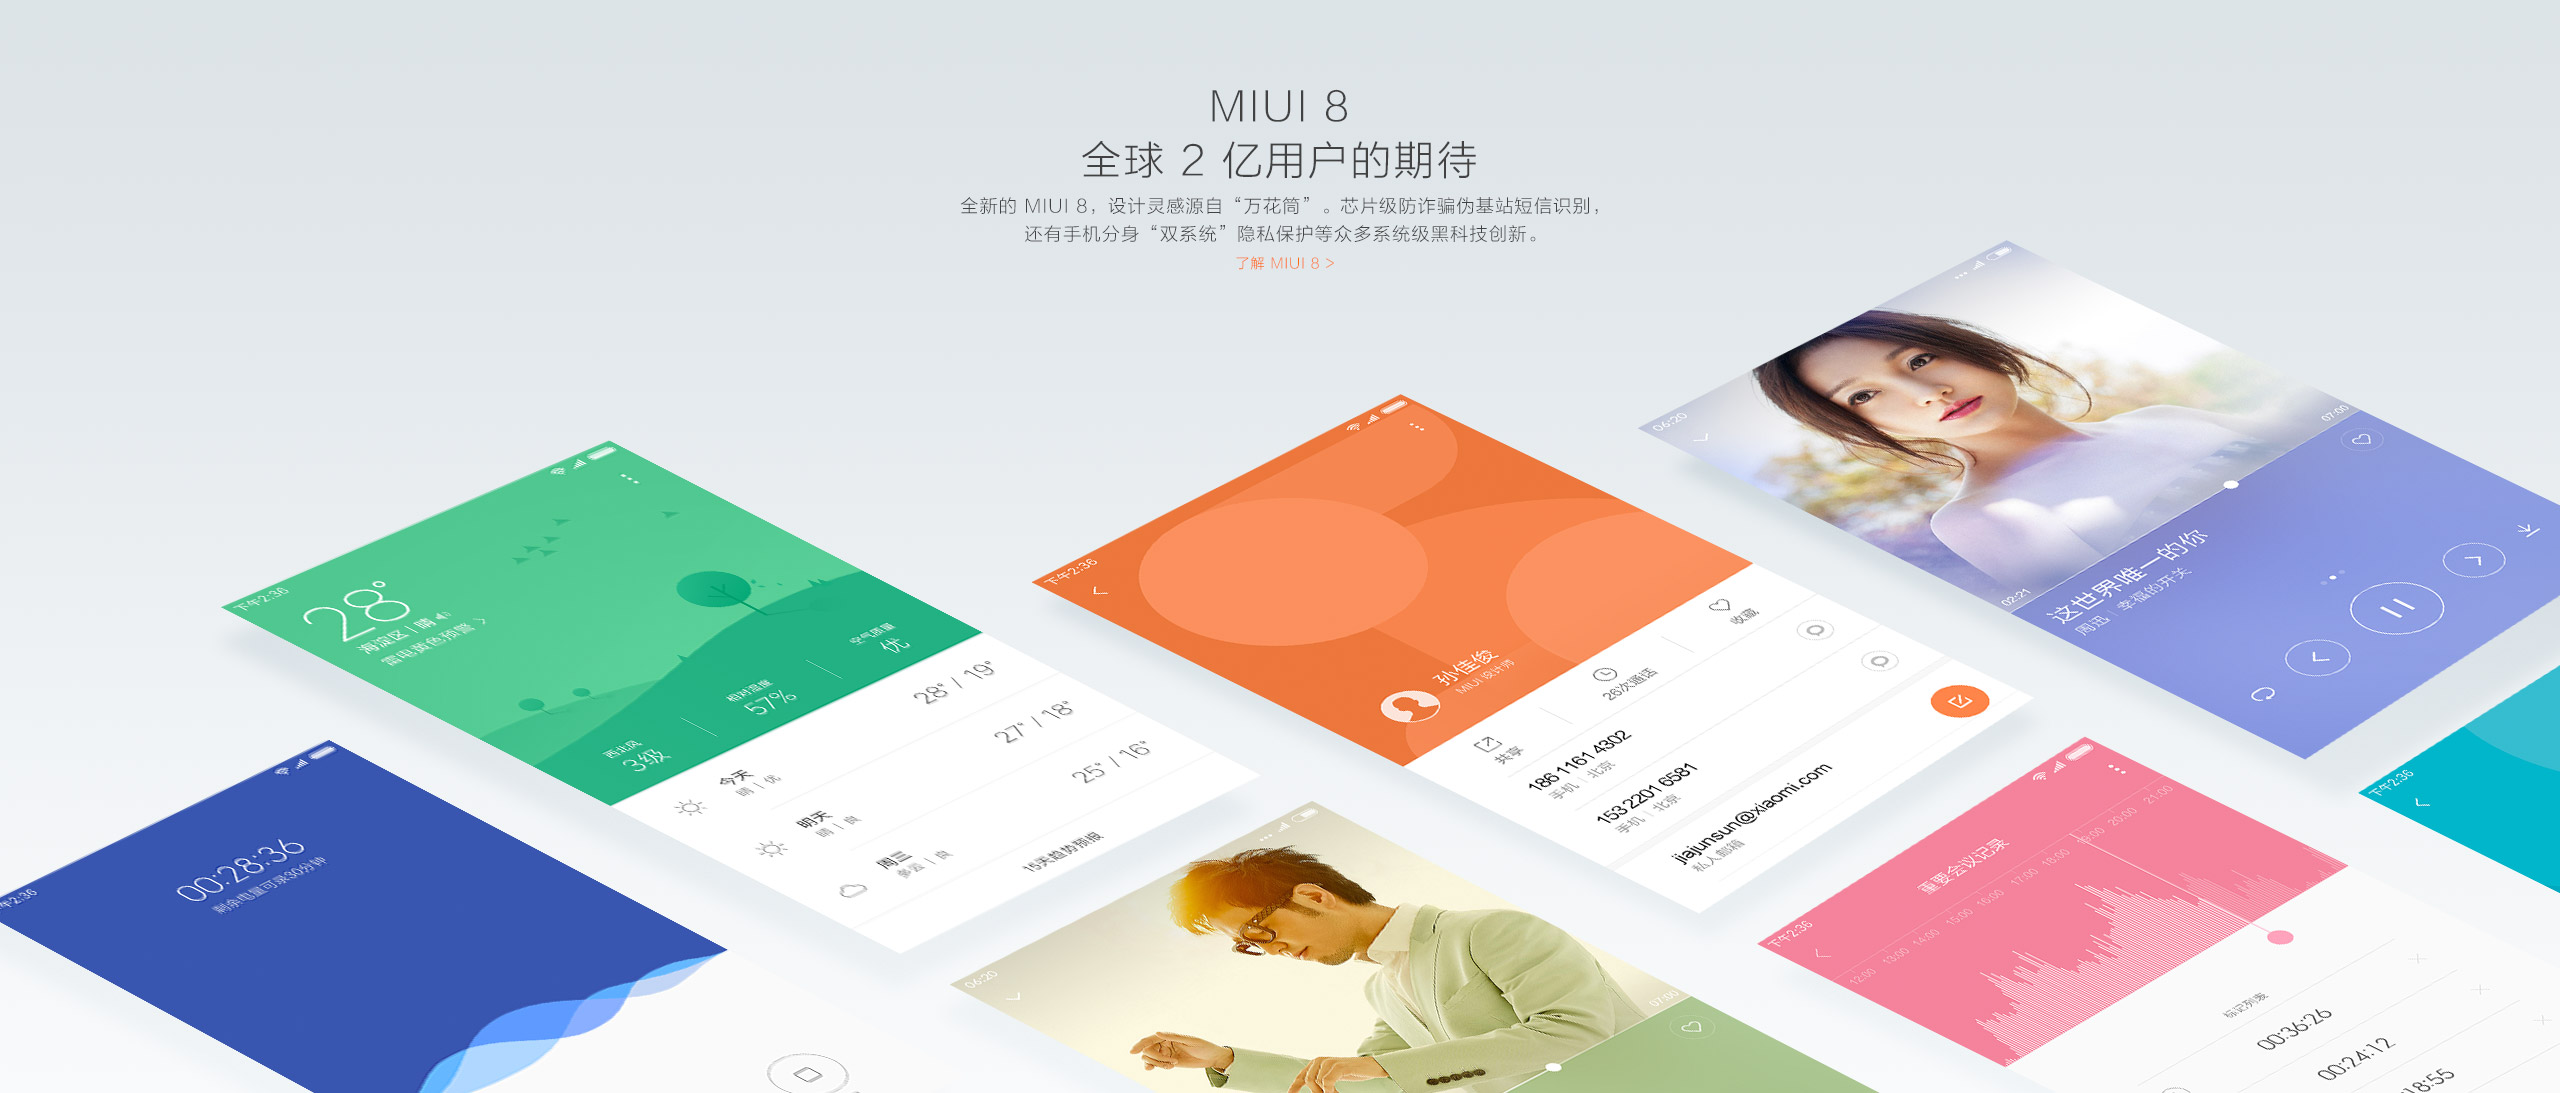 MIUI 8
全球 2 亿用户的期待
全新的 MIUI 8，设计灵感源自“万花筒”。芯片级防诈骗伪基站短信识别，
还有手机分身“双系统”隐私保护等众多系统级黑科技创新。
了解 MIUI 8 >
下午2:36
28°
海淀区 | 晴
雷电黄色预警 >
西北风
3级
相对湿度
57%
空气质量
优
今天
晴 | 优
28° / 19°
明天
晴 | 良
27° / 18°
周三
多云 | 良
25° / 16°
15天趋势预报
下午2:36
孙佳俊
MIUI 设计师
共享
26次通话
收藏
186 1161 4302
手机 | 北京
153 2201 6581
手机 | 北京
jiajunsun@xiaomi.com
私人邮箱
06:20
02:21
07:00
这世界唯一的你
周迅 | 幸福的开关
00:28:36
剩余电量可录30分钟
06:20
07:00
下午2:36
重要会议记录
12:00 13:00 14:00 15:00 16:00 17:00 18:00 19:00 20:00 21:00
标记列表
00:36:26
00:24:12
18:55
下午2:36